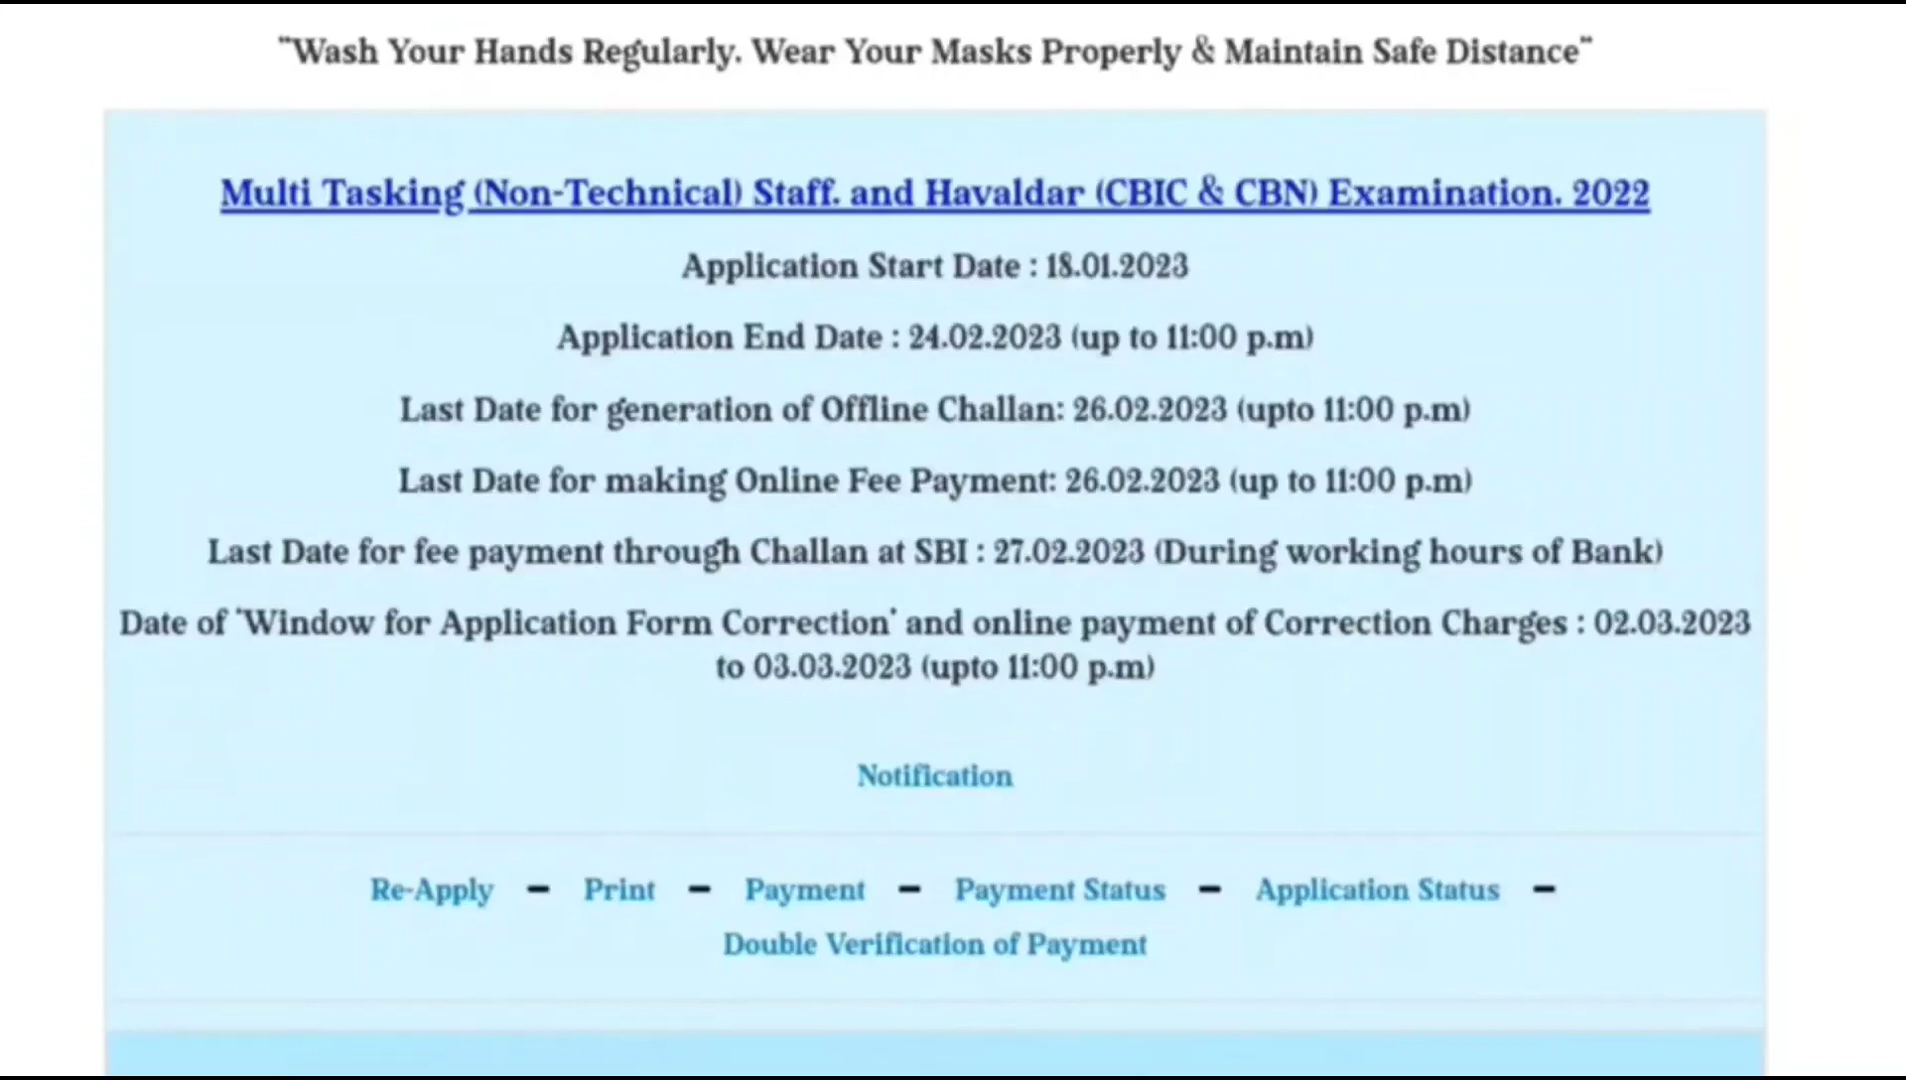 "Wash Your Hands Regularly. Wear Your Masks Properly & Maintain Safe Distance"
Multi Tasking (Non-Technical) Staff. and Havaldar (CBIC & CBN) Examination. 2022
Application Start Date : 18.01.2023
Application End Date : 24.02.2023 (up to 11:00 p.m)
Last Date for generation of Offline Challan: 26.02.2023 (upto 11:00 p.m)
Last Date for making Online Fee Payment: 26.02.2023 (up to 11:00 p.m)
Last Date for fee payment through Challan at SBI : 27.02.2023 (During working hours of Bank)
Date of 'Window for Application Form Correction' and online payment of Correction Charges : 02.03.2023
to 03.03.2023 (upto 11:00 p.m)
Notification
Re-Apply – Print – Payment – Payment Status – Application Status –
Double Verification of Payment